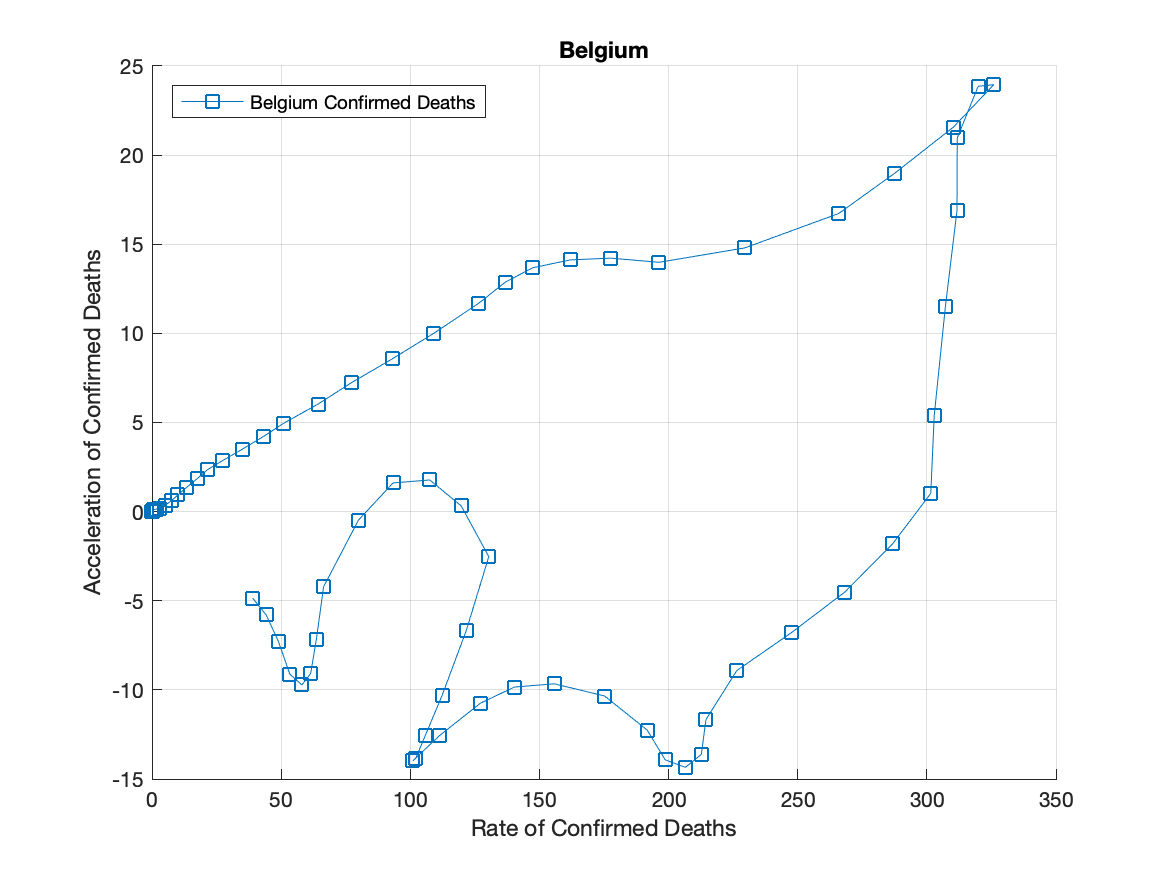 Belgium
25
Belgium Confirmed Deaths
20
15
10
5
0
-5
-10
-15
Acceleration of Confirmed Deaths
0 50 100 150 200 250 300 350
Rate of Confirmed Deaths